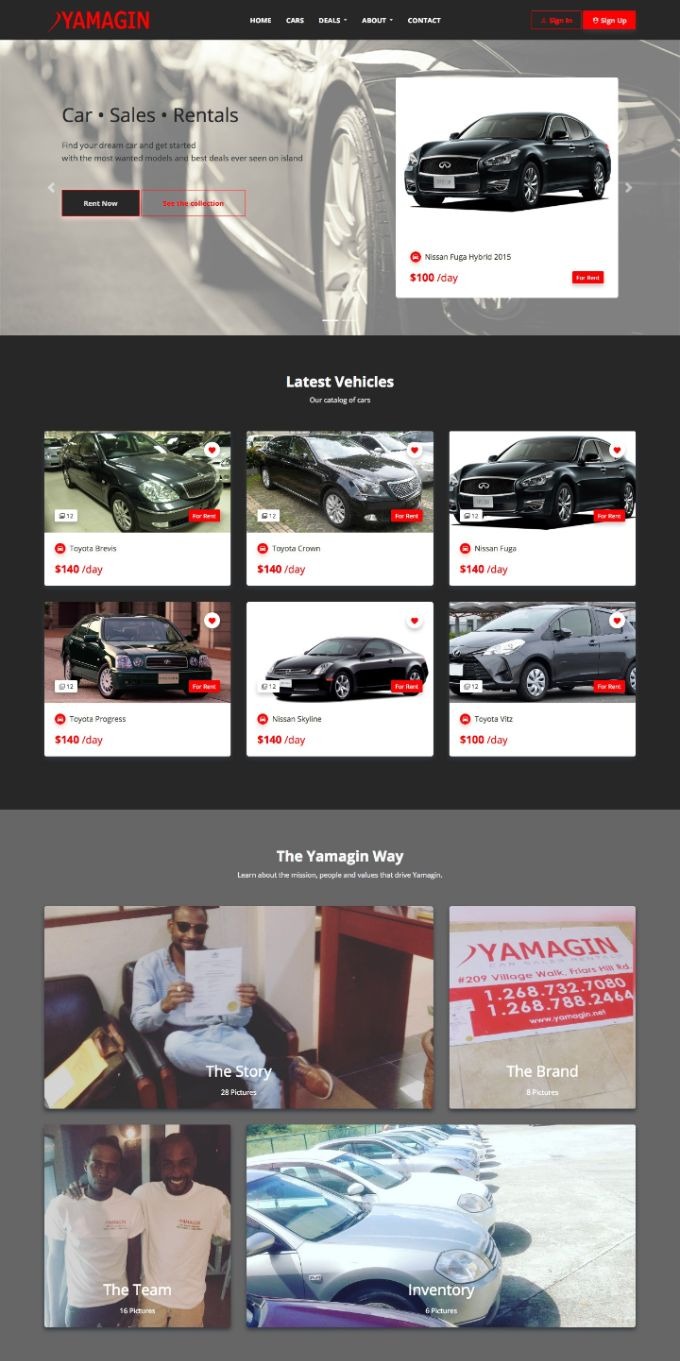 YAMAGIN
HOME CARS DEALS ABOUT CONTACT
Sign In Sign Up
Car • Sales • Rentals
Find your dream car and get started
with the most wanted models and best deals ever seen on island
Rent Now See the collection
Nissan Fuga Hybrid 2015
$100 /day For Rent
Latest Vehicles
Our catalog of cars
12 For Rent
Toyota Brevis
$140 /day
12 For Rent
Toyota Crown
$140 /day
12 For Rent
Nissan Fuga
$140 /day
12 For Rent
Toyota Progress
$140 /day
12 For Rent
Nissan Skyline
$140 /day
12 For Rent
Toyota Vitz
$100 /day
The Yamagin Way
Learn about the mission, people and values that drive Yamagin.
The Story
28 Pictures
YAMAGIN
CAR SALES RENTALS
#209 Village Walk, Friars Hill Rd.
1.268.732.7080
1.268.788.2464
www.yamagin.net
The Brand
8 Pictures
YAMAGIN
YAMAGIN
The Team
16 Pictures
Inventory
6 Pictures